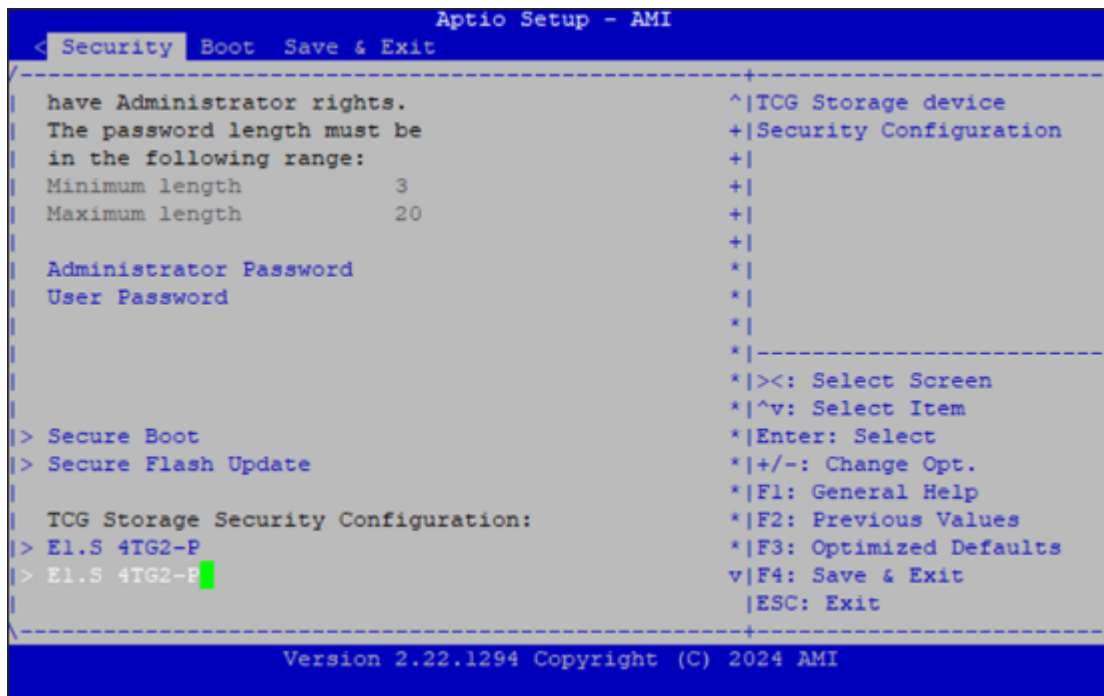 Aptio Setup - AMI
< Security Boot Save & Exit
/----------------------------------------------------+-------------------------
| have Administrator rights. ^|TCG Storage device
| The password length must be +|Security Configuration
| in the following range: +|
| Minimum length 3 +|
| Maximum length 20 +|
| +|
| Administrator Password *|
| User Password *|
| *|
| *|-------------------------
| *|><: Select Screen
| *|^v: Select Item
|> Secure Boot *|Enter: Select
|> Secure Flash Update *|+/-: Change Opt.
| *|F1: General Help
| TCG Storage Security Configuration: *|F2: Previous Values
|> E1.S 4TG2-P *|F3: Optimized Defaults
|> E1.S 4TG2-P v|F4: Save & Exit
| |ESC: Exit
\----------------------------------------------------+-------------------------
Version 2.22.1294 Copyright (C) 2024 AMI